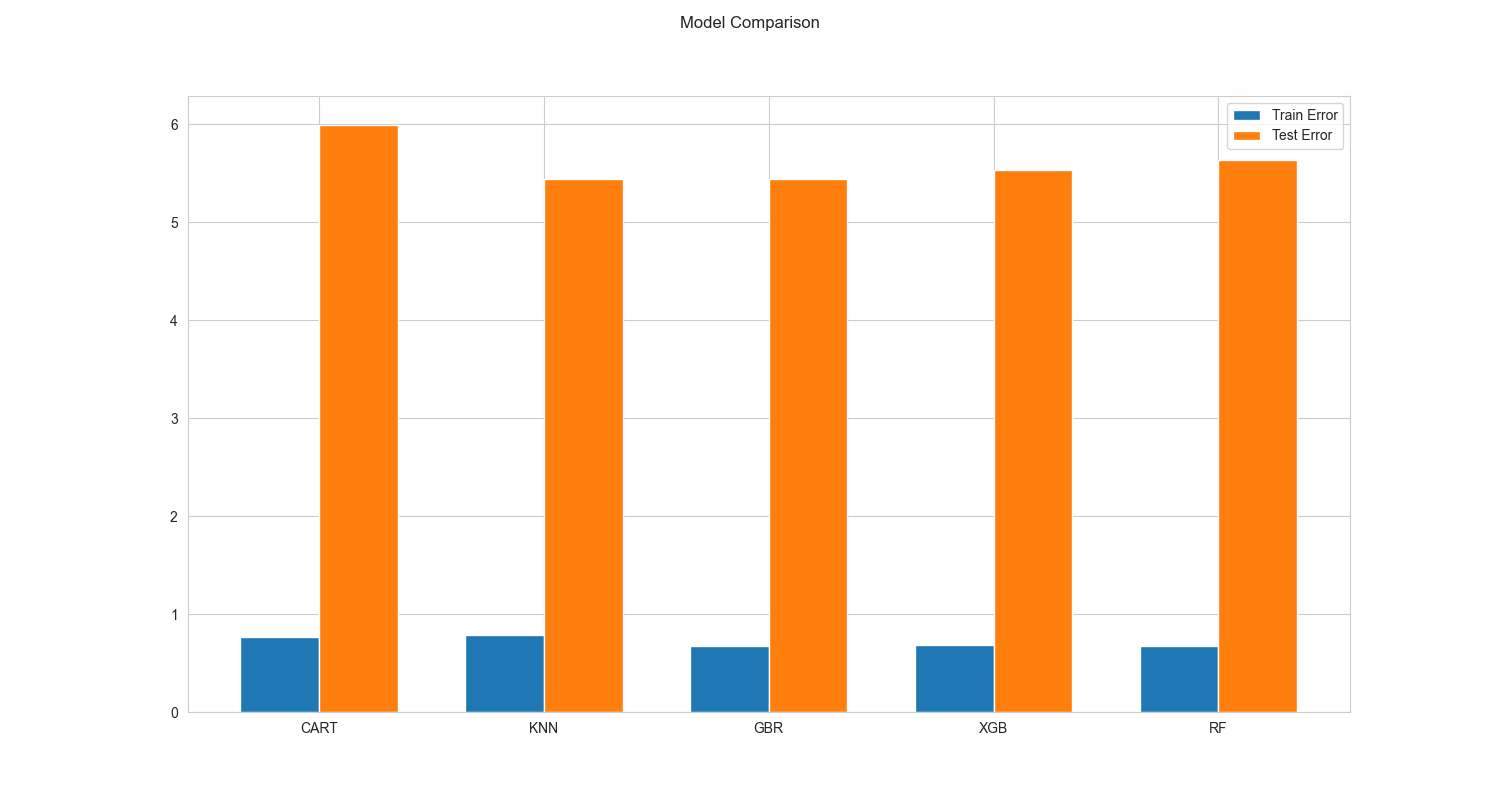 Model Comparison
Train Error
Test Error
6
5
4
3
2
1
0
CART
KNN
GBR
XGB
RF